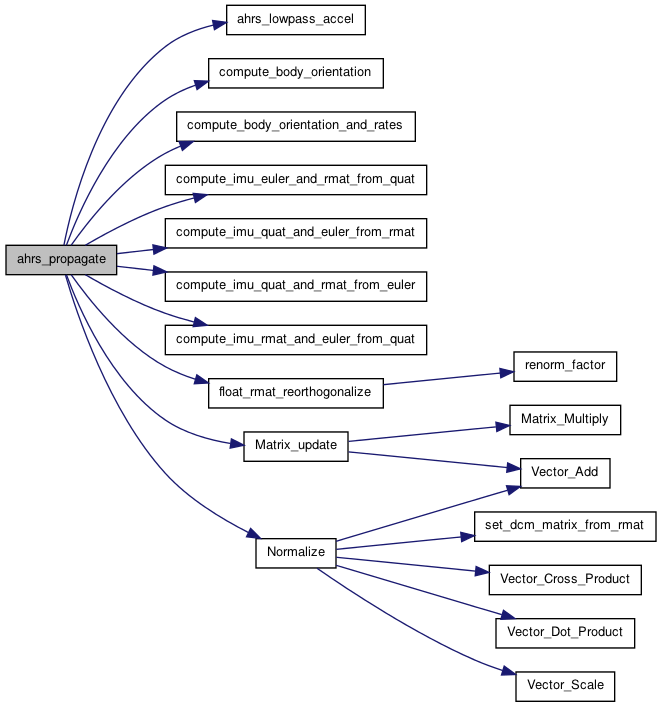 ahrs_lowpass_accel
compute_body_orientation
compute_body_orientation_and_rates
compute_imu_euler_and_rmat_from_quat
compute_imu_quat_and_euler_from_rmat
ahrs_propagate
compute_imu_quat_and_rmat_from_euler
compute_imu_rmat_and_euler_from_quat
renorm_factor
float_rmat_reorthogonalize
Matrix_Multiply
Matrix_update
Vector_Add
set_dcm_matrix_from_rmat
Normalize
Vector_Cross_Product
Vector_Dot_Product
Vector_Scale